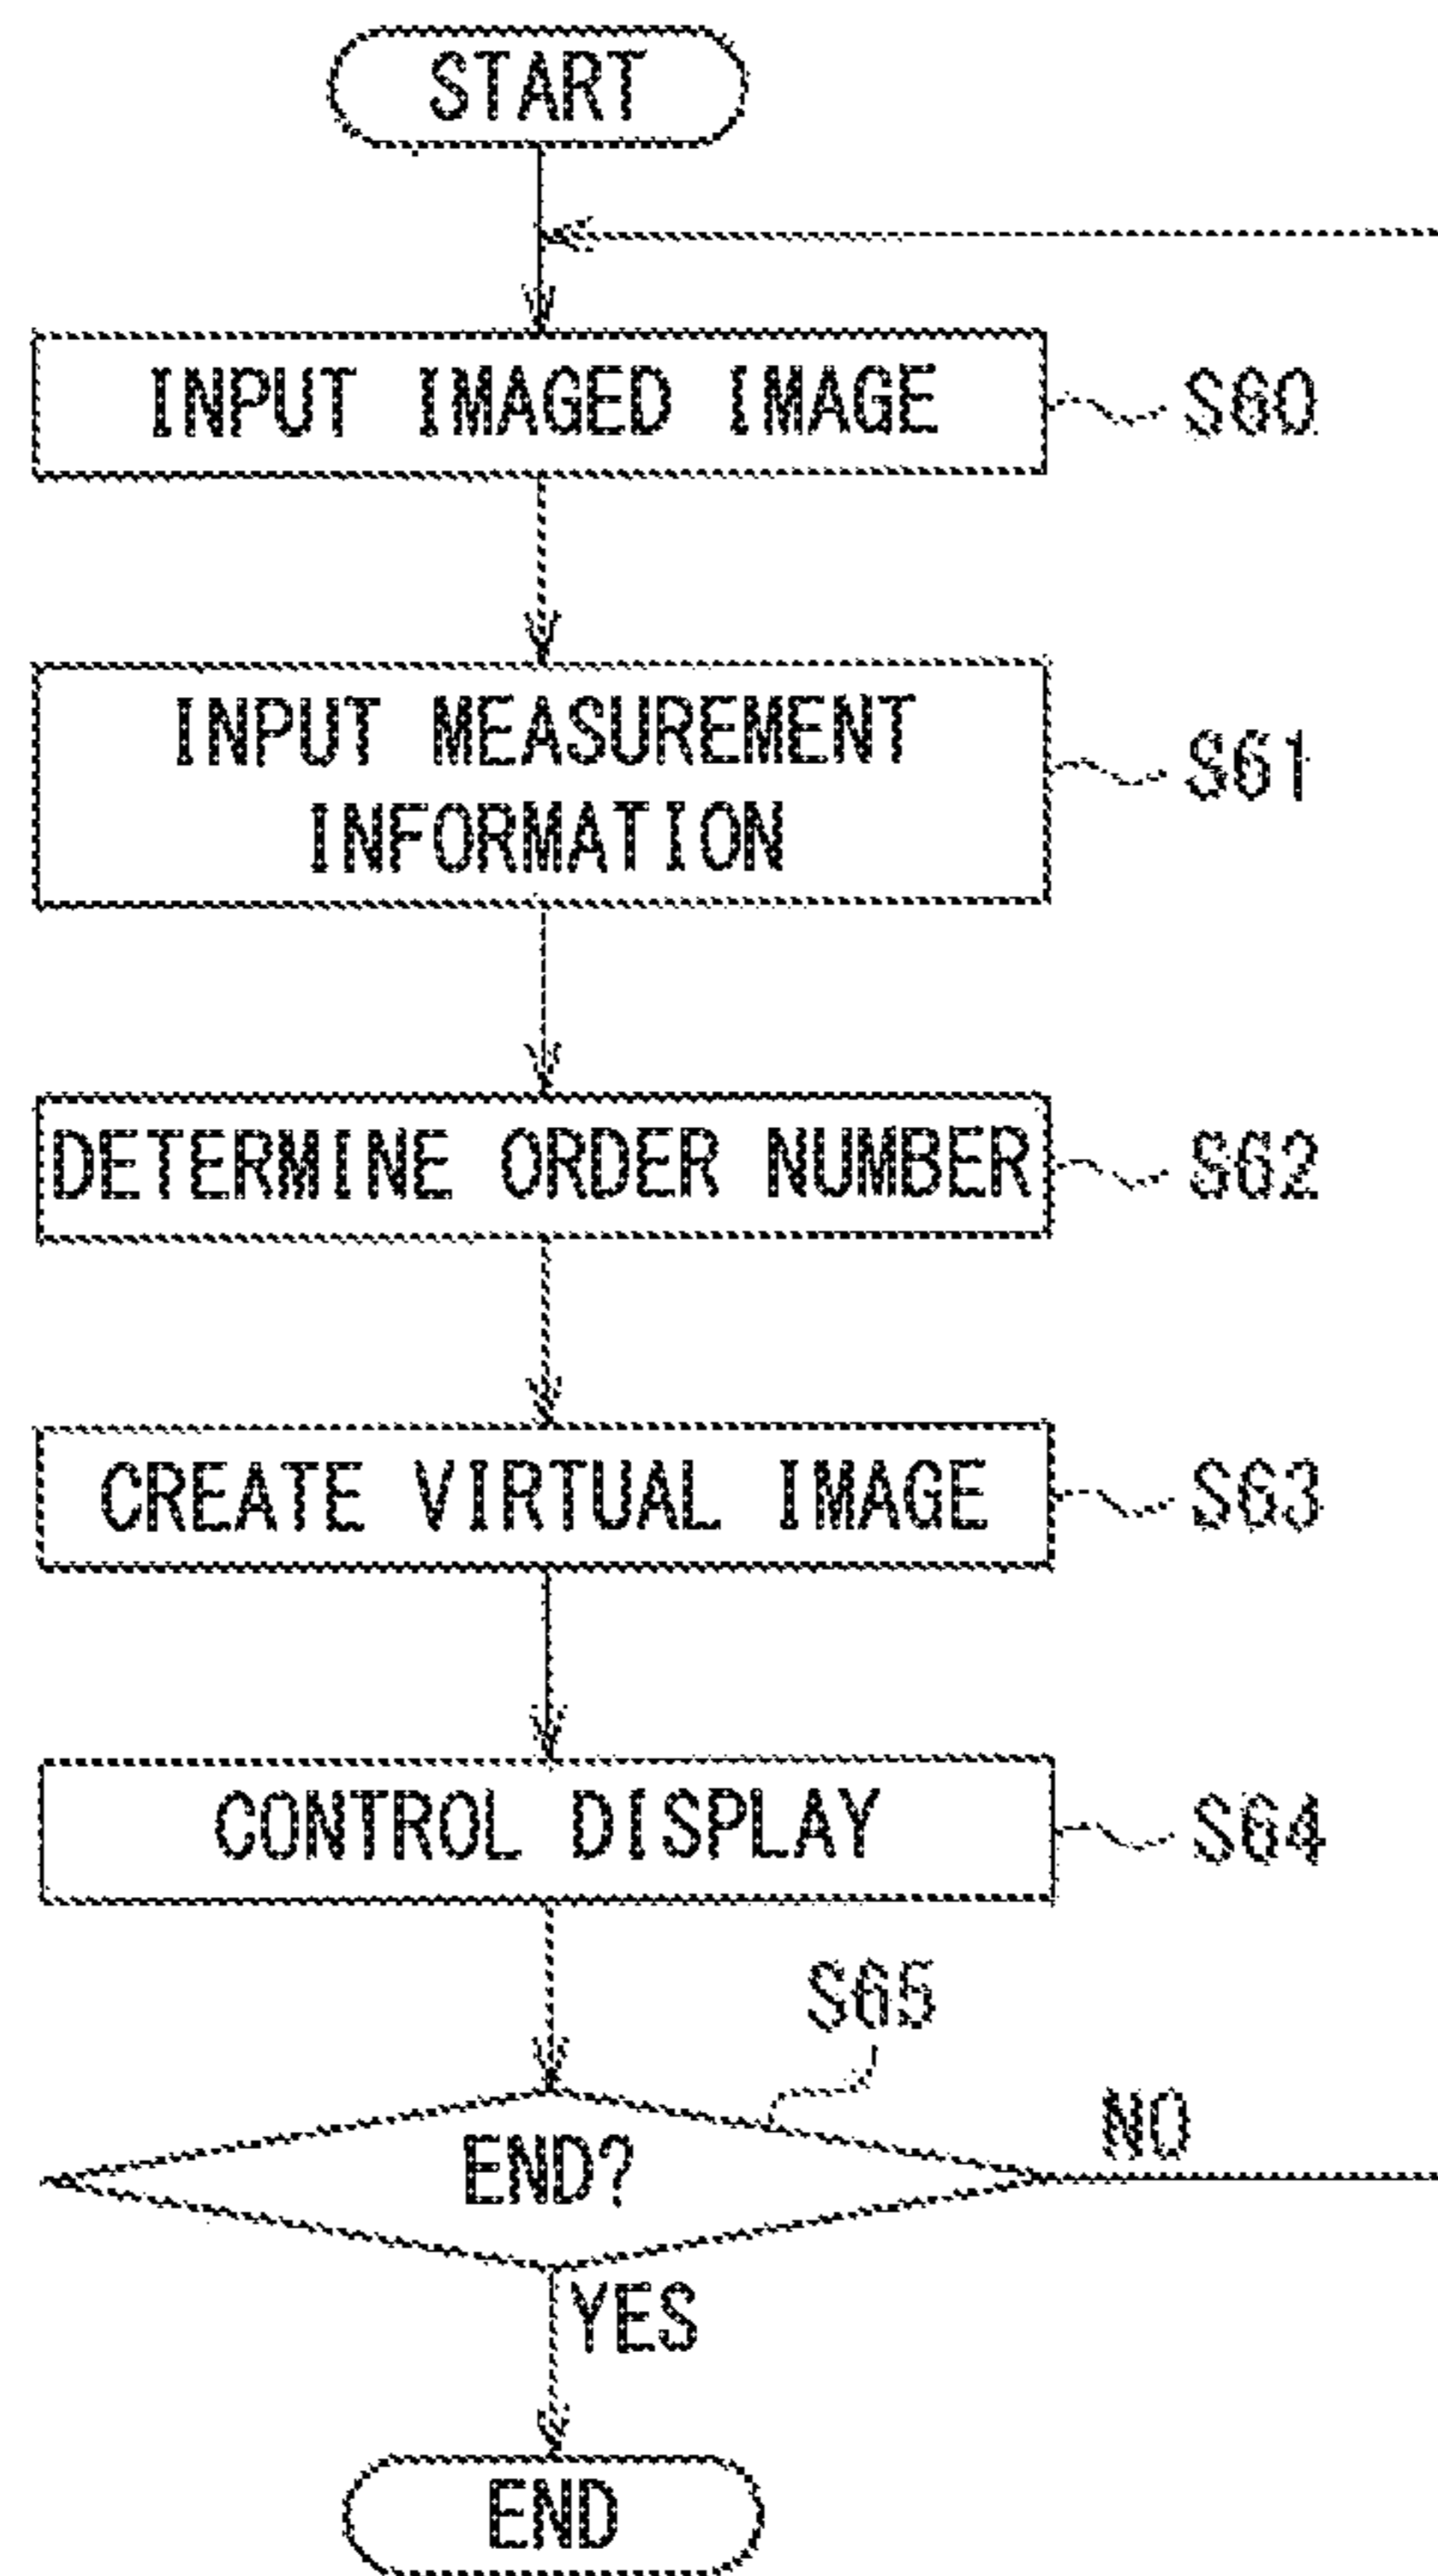 START
INPUT IMAGED IMAGE
S60
INPUT MEASUREMENT
INFORMATION
S61
DETERMINE ORDER NUMBER
S62
CREATE VIRTUAL IMAGE
S63
CONTROL DISPLAY
S64
S65
END?
NO
YES
END